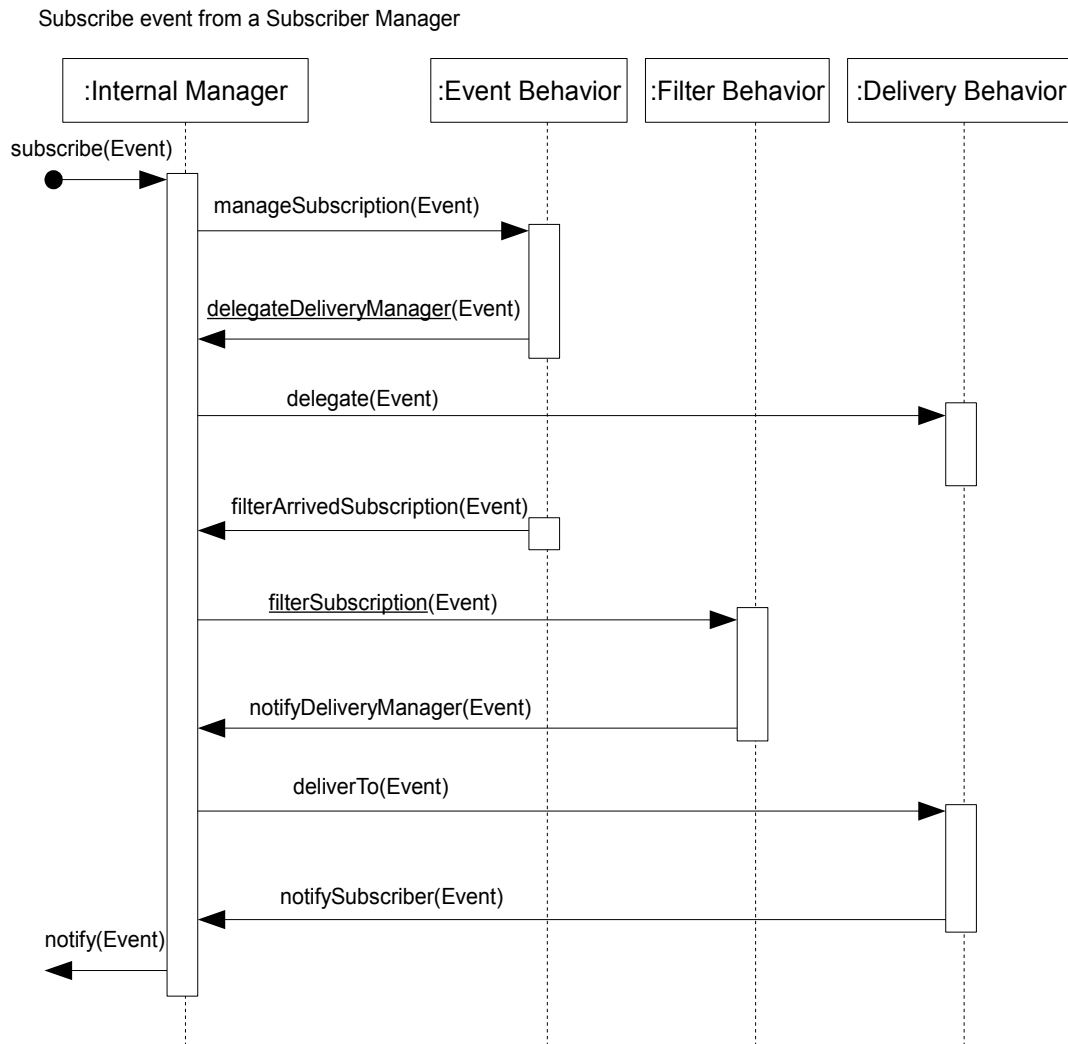 Subscribe event from a Subscriber Manager
:Internal Manager
:Event Behavior
:Filter Behavior
:Delivery Behavior
subscribe(Event)
manageSubscription(Event)
delegateDeliveryManager(Event)
delegate(Event)
filterArrivedSubscription(Event)
filterSubscription(Event)
notifyDeliveryManager(Event)
deliverTo(Event)
notifySubscriber(Event)
notify(Event)